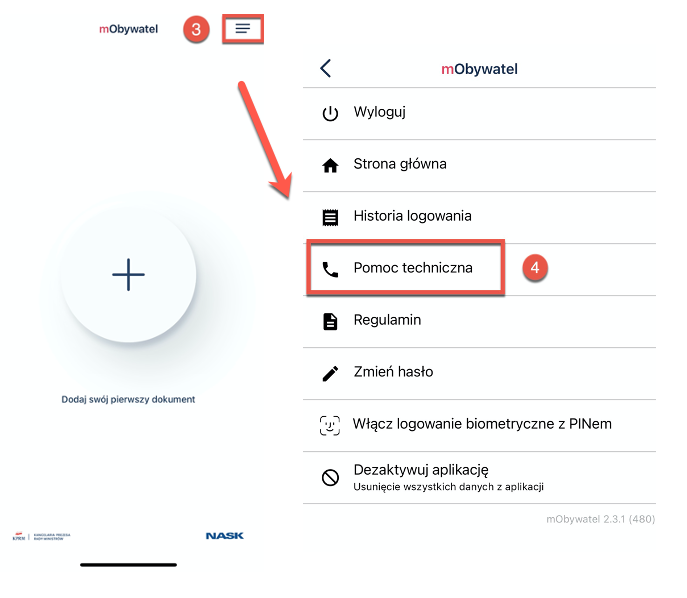 mObywatel
3
Dodaj swój pierwszy dokument
KANCELARIA PREZESA
RADY MINISTRÓW
NASK
mObywatel
Wyloguj
Strona główna
Historia logowania
Pomoc techniczna
4
Regulamin
Zmień hasło
Włącz logowanie biometryczne z PINem
Dezaktywuj aplikację
Usunięcie wszystkich danych z aplikacji
mObywatel 2.3.1 (480)